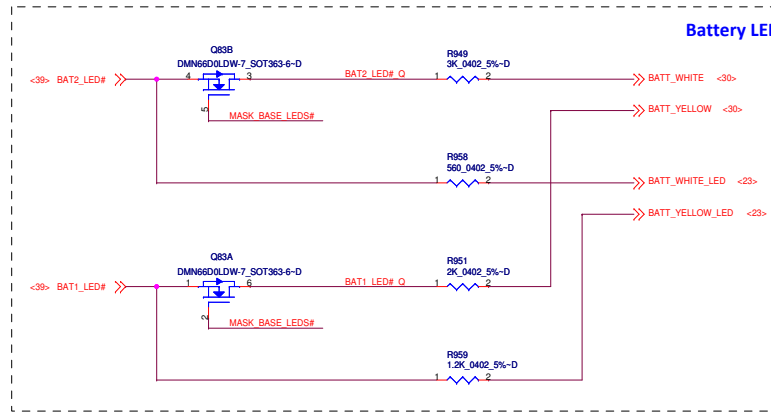 Battery LE
Q83B
DMN66D0LDW-7_SOT363-6~D
<39> BAT2_LED#
4
3
BAT2_LED#_Q
5
MASK_BASE_LEDS#
R949
3K_0402_5%~D
1
2
BATT_WHITE <30>
BATT_YELLOW <30>
R958
560_0402_5%~D
1
2
BATT_WHITE_LED <23>
BATT_YELLOW_LED <23>
Q83A
DMN66D0LDW-7_SOT363-6~D
<39> BAT1_LED#
1
6
BAT1_LED#_Q
2
MASK_BASE_LEDS#
R951
2K_0402_5%~D
1
2
R959
1.2K_0402_5%~D
1
2